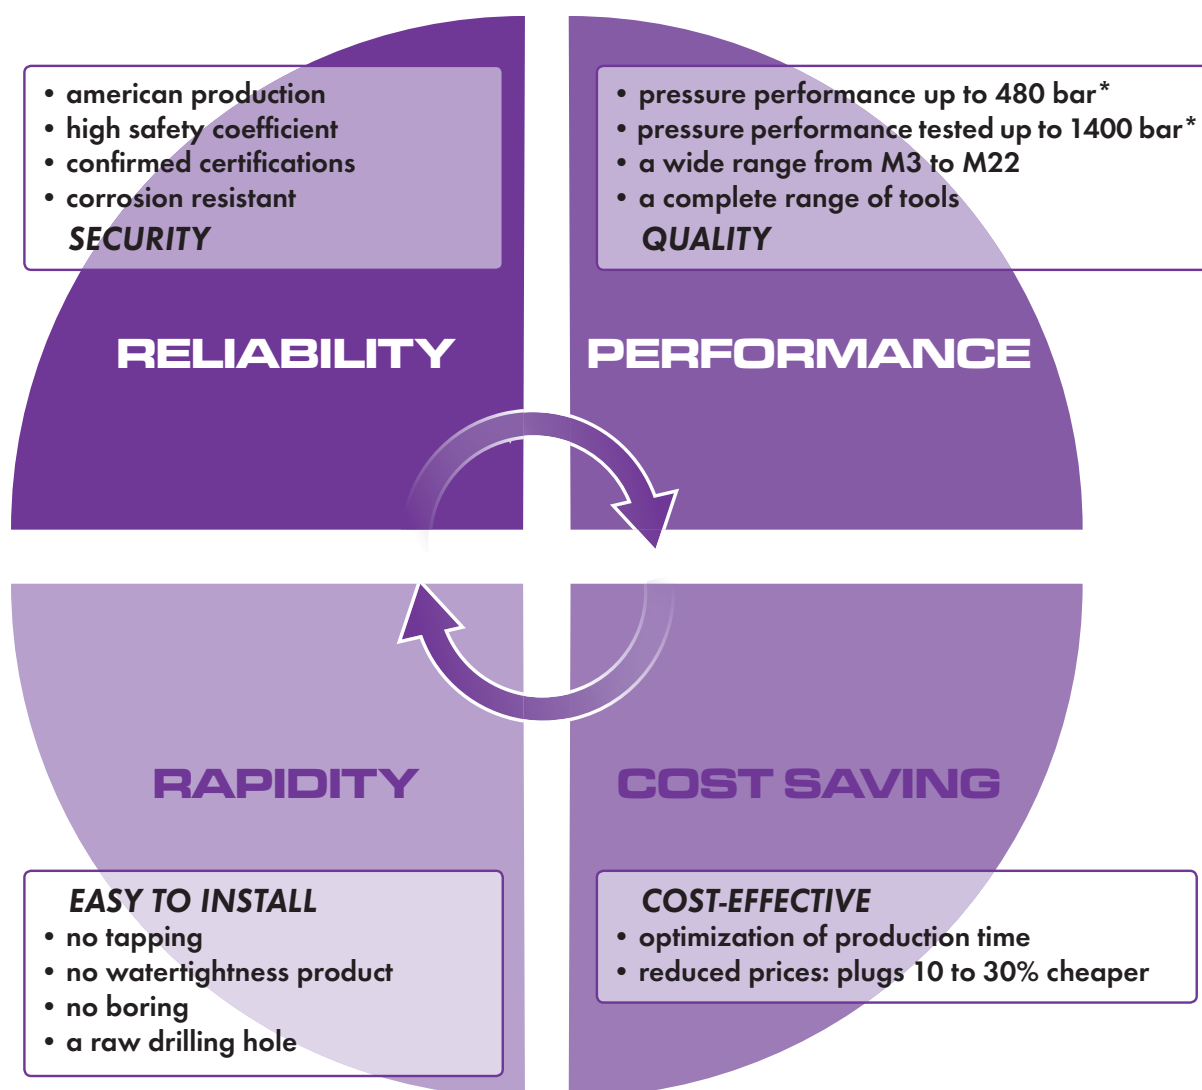 • american production
• high safety coefficient
• confirmed certifications
• corrosion resistant
SECURITY
RELIABILITY
• pressure performance up to 480 bar*
• pressure performance tested up to 1400 bar*
• a wide range from M3 to M22
• a complete range of tools
QUALITY
PERFORMANCE
RAPIDITY
EASY TO INSTALL
• no tapping
• no watertightness product
• no boring
• a raw drilling hole
COST SAVING
COST-EFFECTIVE
• optimization of production time
• reduced prices: plugs 10 to 30% cheaper